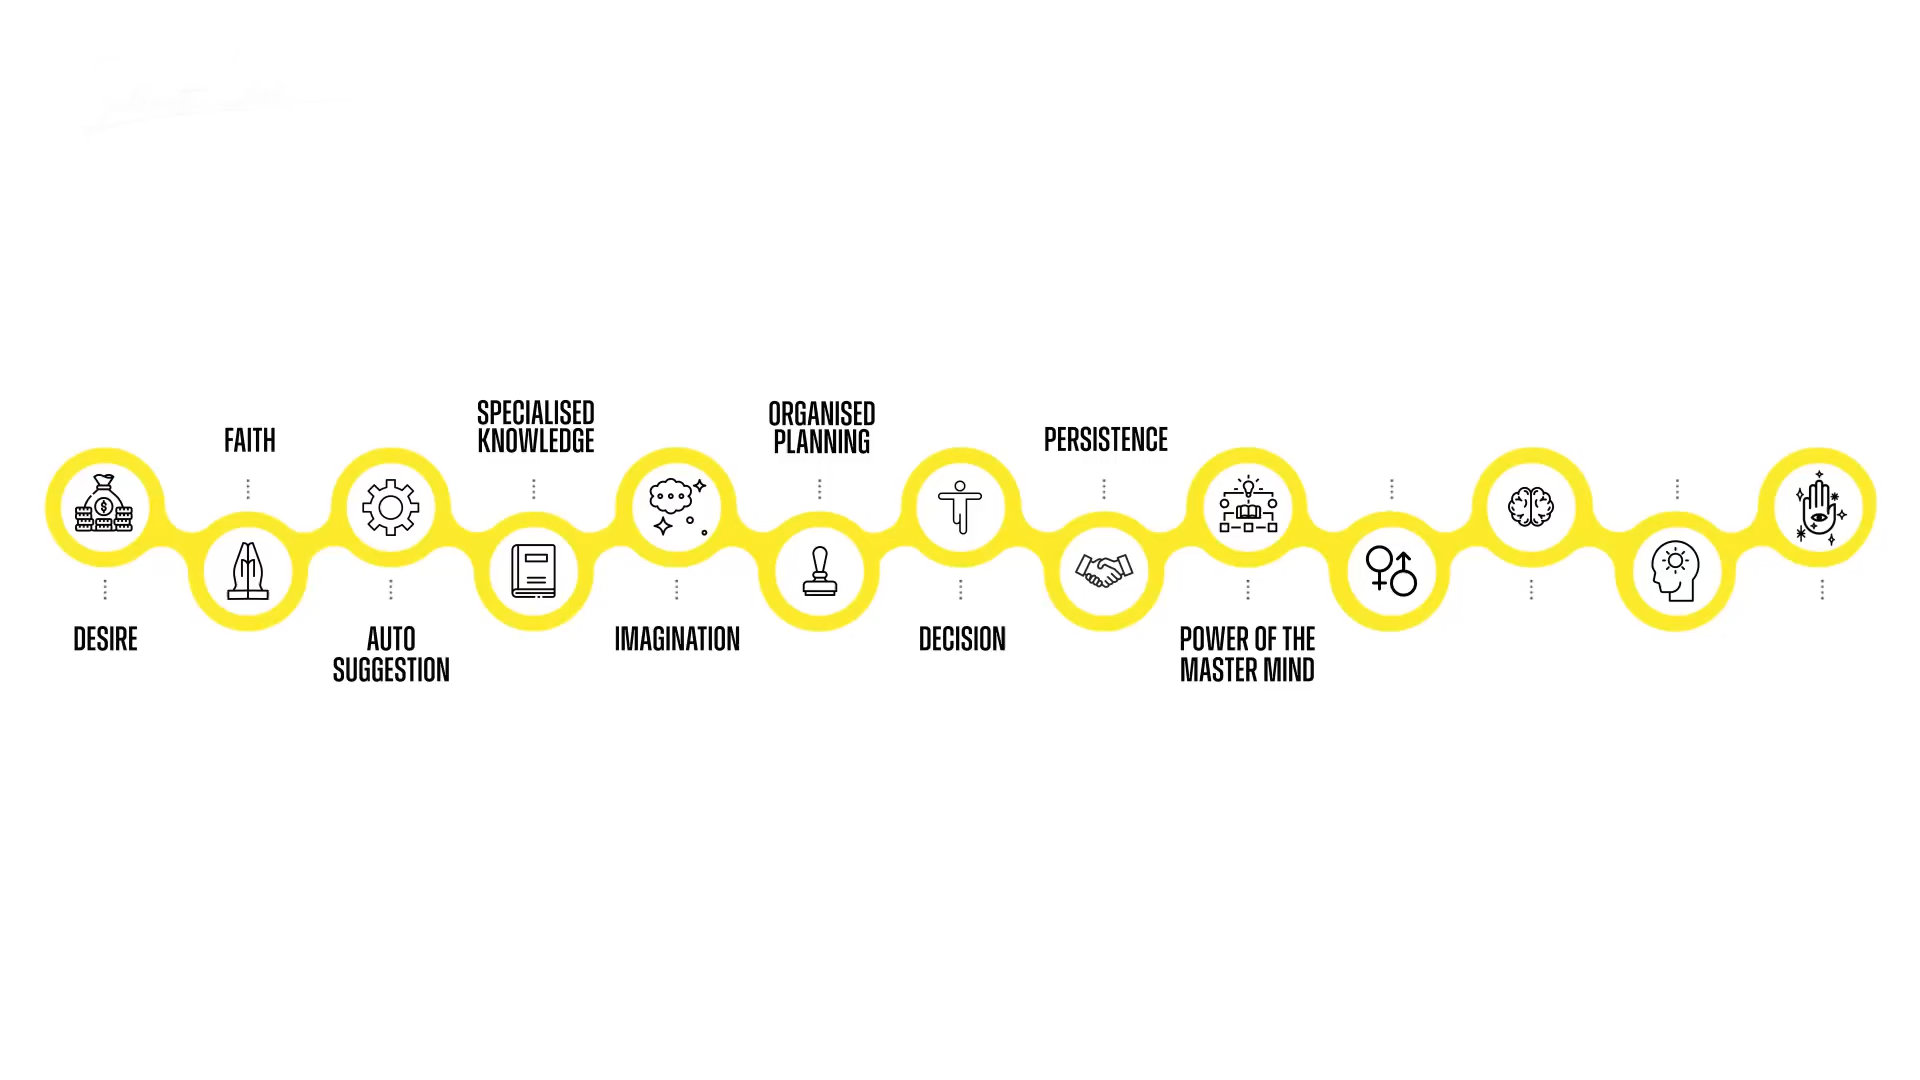 DESIRE
FAITH
AUTO
SUGGESTION
SPECIALISED
KNOWLEDGE
IMAGINATION
ORGANISED
PLANNING
DECISION
PERSISTENCE
POWER OF THE
MASTER MIND